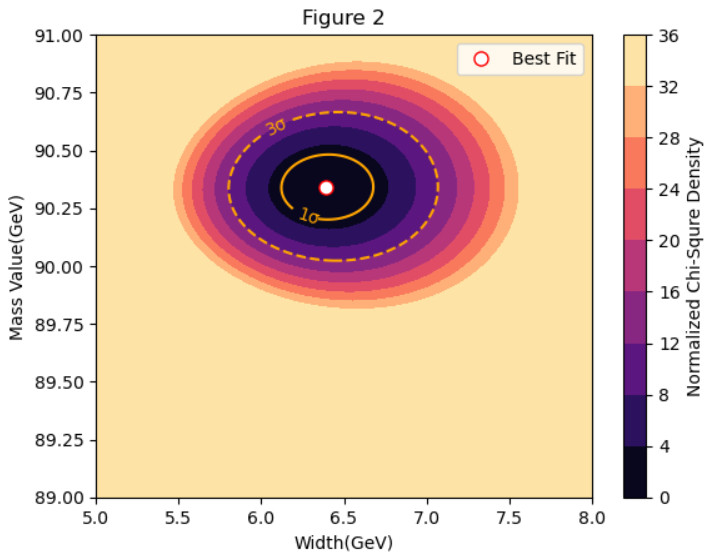 Figure 2
91.00
90.75
90.50
90.25
90.00
89.75
89.50
89.25
89.00
Mass Value(GeV)
5.0 5.5 6.0 6.5 7.0 7.5 8.0
Width(GeV)
Best Fit
3σ
1σ
36
32
28
24
20
16
12
8
4
0
Normalized Chi-Squre Density